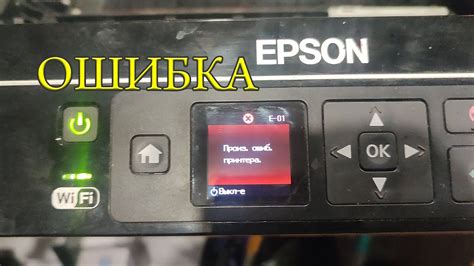 ОШИБКА
EPSON
E-01
Произ. ошиб.
принтера.
Выкл-е
OK
WiFi